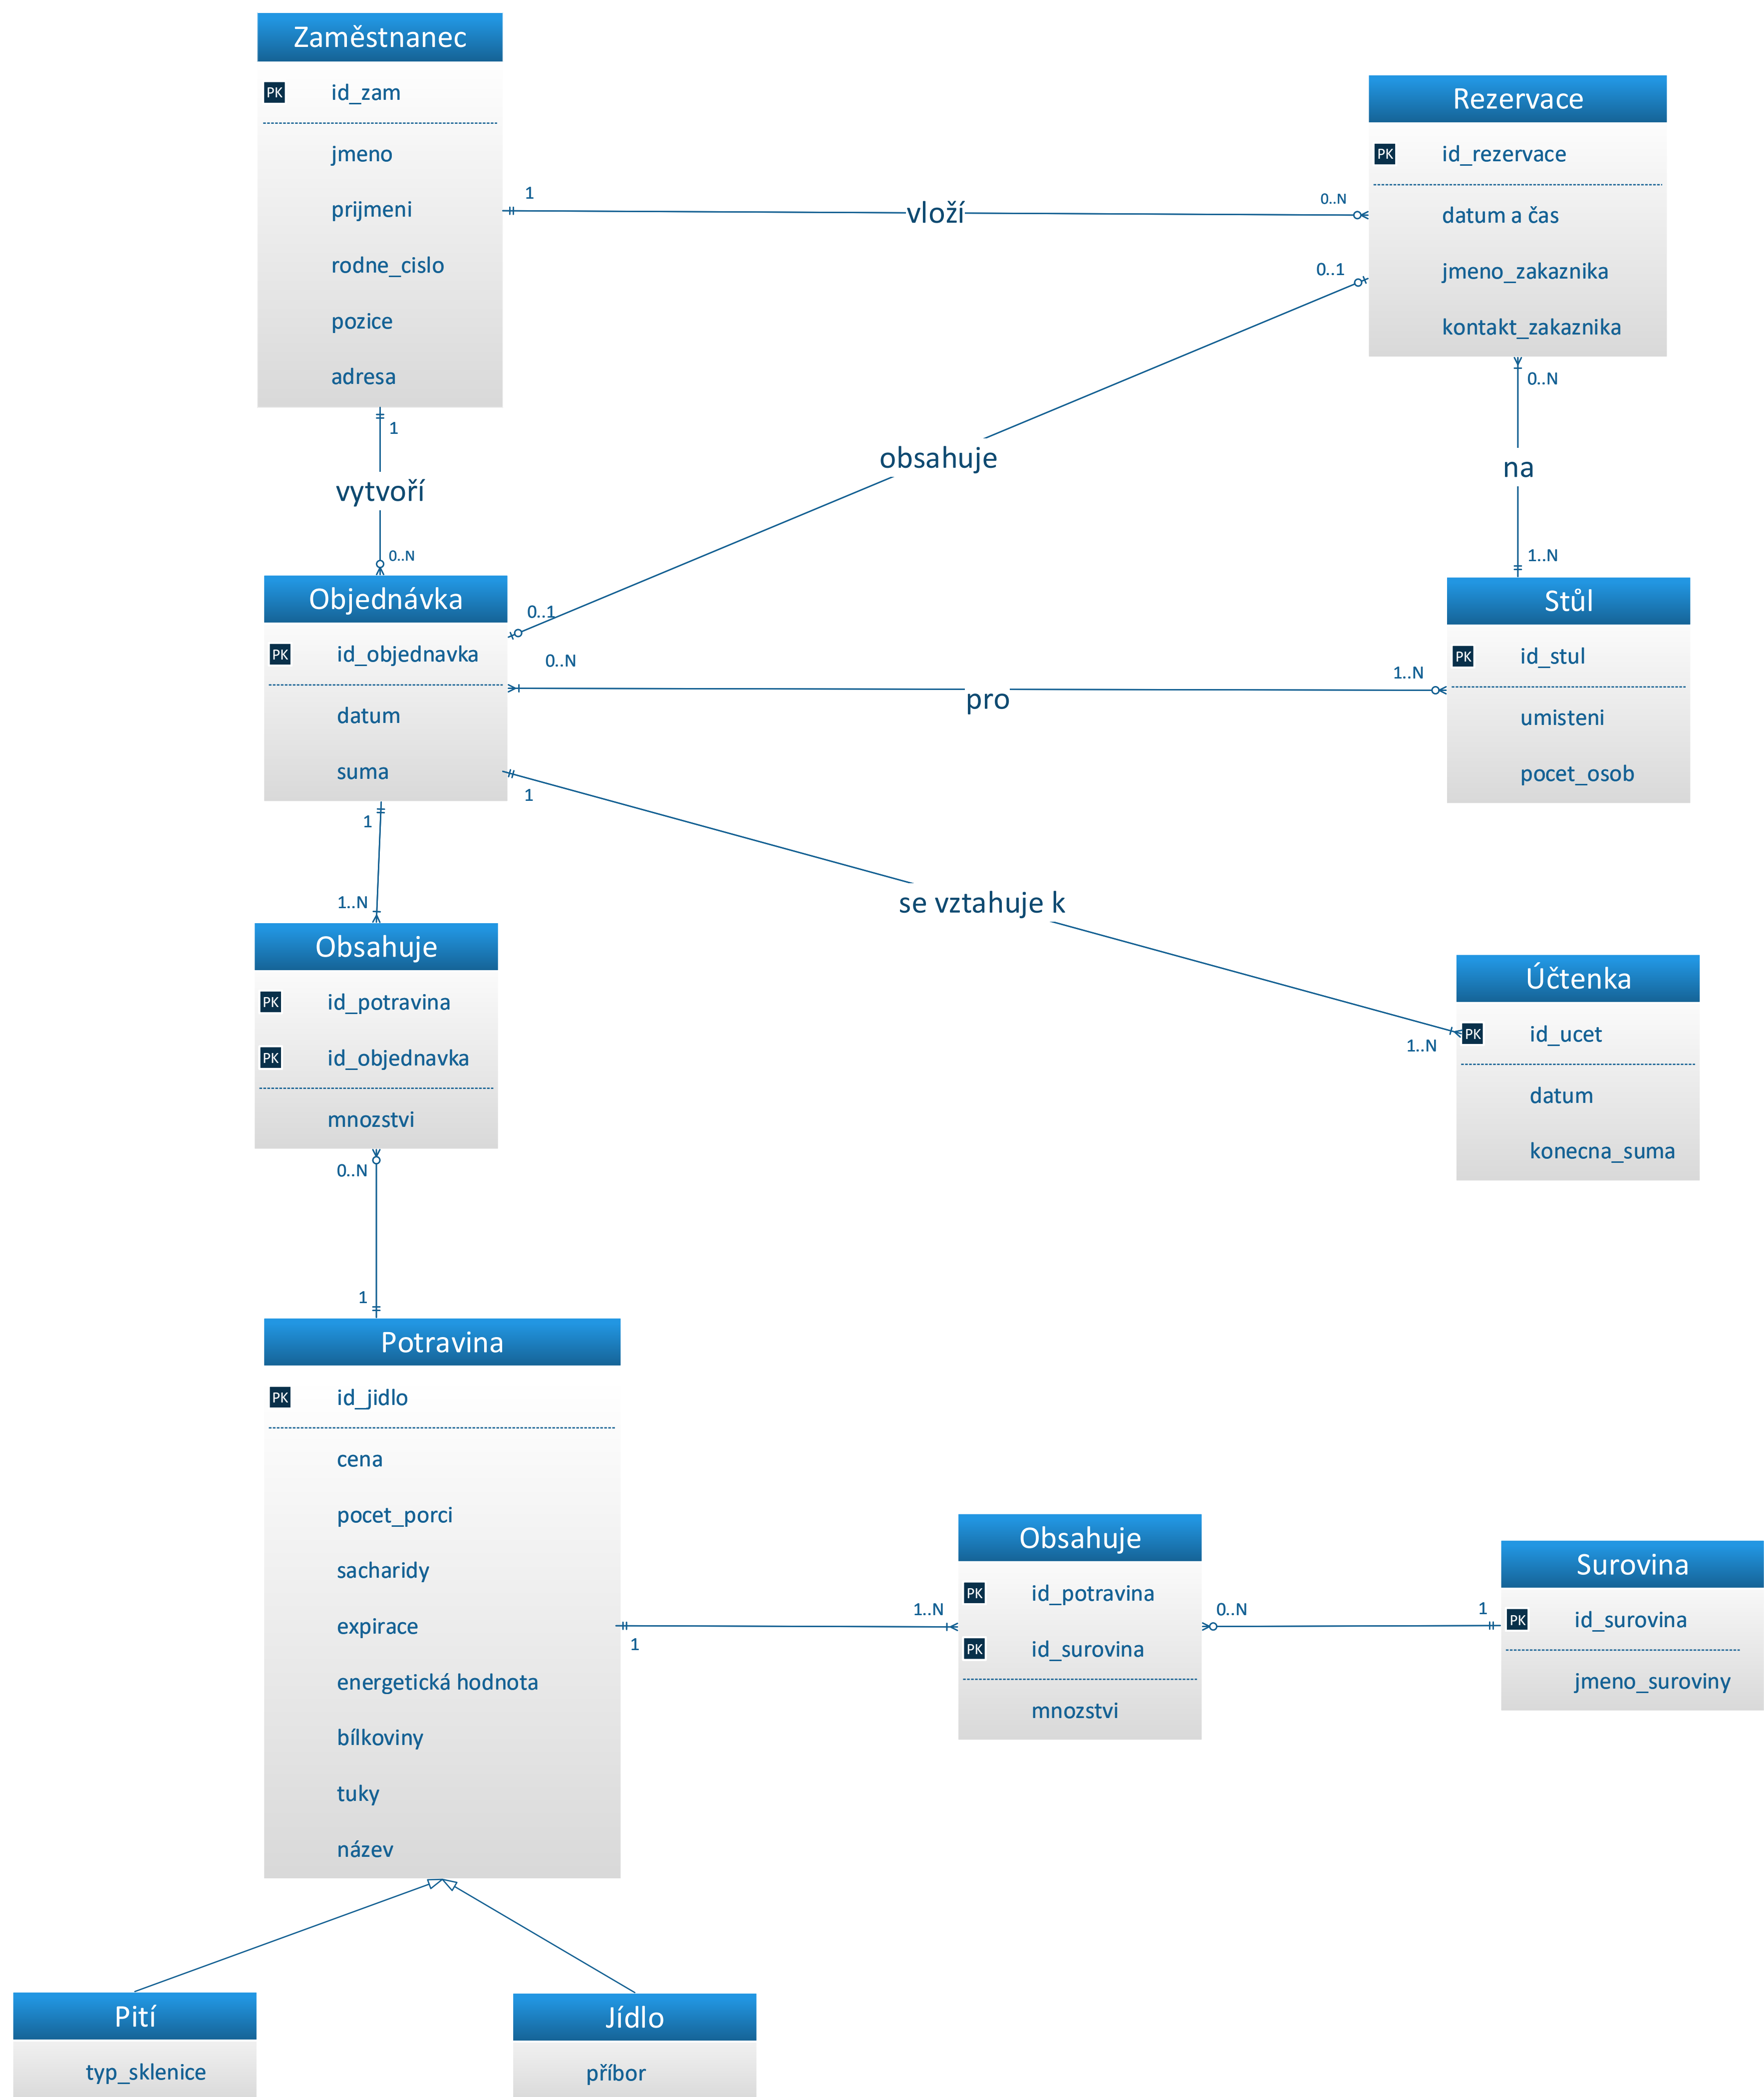 Zaměstnanec
PK id_zam
jmeno
prijmeni
rodne_cislo
pozice
adresa
Rezervace
PK id_rezervace
datum a čas
jmeno_zakaznika
kontakt_zakaznika
1
vloží
0..N
0..1
obsahuje
0..1
0..N
na
1..N
1
vytvoří
0..N
Objednávka
PK id_objednavka
datum
suma
Stůl
PK id_stul
umisteni
pocet_osob
0..N
pro
1..N
1
se vztahuje k
1..N
1
1..N
Obsahuje
PK id_potravina
PK id_objednavka
mnozstvi
Účtenka
PK id_ucet
datum
konecna_suma
0..N
1
Potravina
PK id_jidlo
cena
pocet_porci
sacharidy
expirace
energetická hodnota
bílkoviny
tuky
název
1
1..N
Obsahuje
PK id_potravina
PK id_surovina
mnozstvi
0..N
1
Surovina
PK id_surovina
jmeno_suroviny
Pití
typ_sklenice
Jídlo
příbor